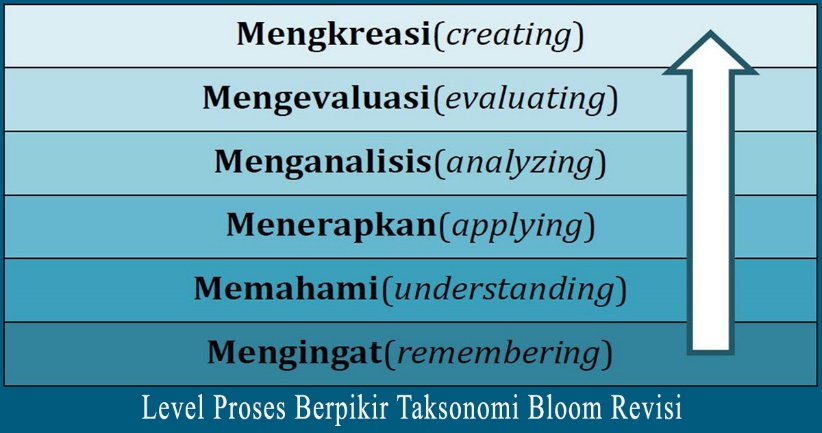 Mengkreasi(creating)
Mengevaluasi(evaluating)
Menganalisis(analyzing)
Menerapkan(applying)
Memahami(understanding)
Mengingat(remembering)
Level Proses Berpikir Taksonomi Bloom Revisi